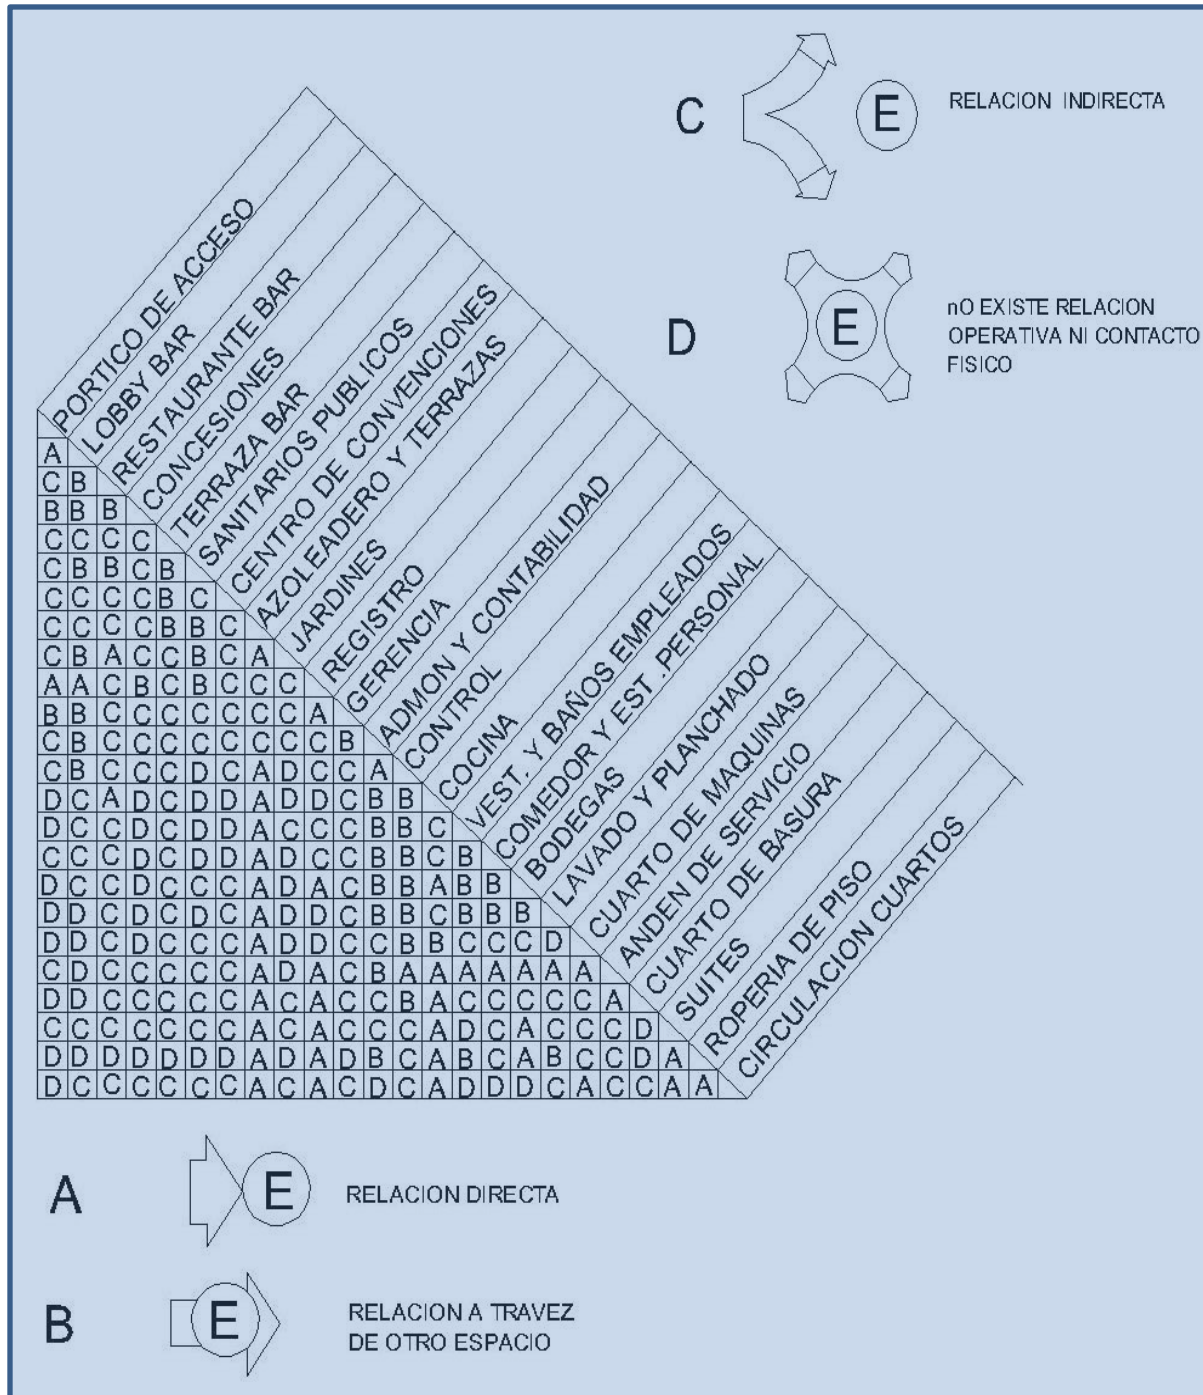 C E RELACION INDIRECTA
D E nO EXISTE RELACION
OPERATIVA NI CONTACTO
FISICO
PORTICO DE ACCESO
LOBBY BAR
RESTAURANTE BAR
CONCESIONES
TERRAZA BAR
SANITARIOS PUBLICOS
CENTRO DE CONVENCIONES
AZOLEADERO Y TERRAZAS
JARDINES
REGISTRO
GERENCIA
ADMON Y CONTABILIDAD
CONTROL
COCINA
VEST. Y BAÑOS EMPLEADOS
COMEDOR Y EST .PERSONAL
BODEGAS
LAVADO Y PLANCHADO
CUARTO DE MAQUINAS
ANDEN DE SERVICIO
CUARTO DE BASURA
SUITES
ROPERIA DE PISO
CIRCULACION CUARTOS
A
C B
B B B
C C C C
C B B C B
C C C C B C
C C C C B B C
C B A C C B C A
A A C B C B C C C
B B C C C C C C C A
C B C C C C C C C C B
C B C C C D C A D C C A
D C A D C D D A D D C B B
D C C D C D D A C C C B B C
C C C D C D D A D C C B B C B
D C C D C C C A D A C B B A B B
D D C D C D C A D D C B B C B B B
D D C D C C C A D D C C B B C C C D
C D C C C C C A D A C B A A A A A A A
D D C C C C C A C A C C B A C C C C C A
C C C C C C C A C A C C C A D C A C C C D
D D D D D D D A D A D B C A B C A B C C D A
D C C C C C C A C A C D C A D D D C A C C A A
A E RELACION DIRECTA
B E RELACION A TRAVEZ
DE OTRO ESPACIO